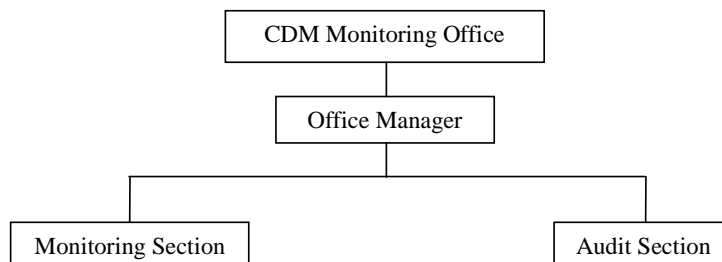 CDM Monitoring Office
Office Manager
Monitoring Section
Audit Section